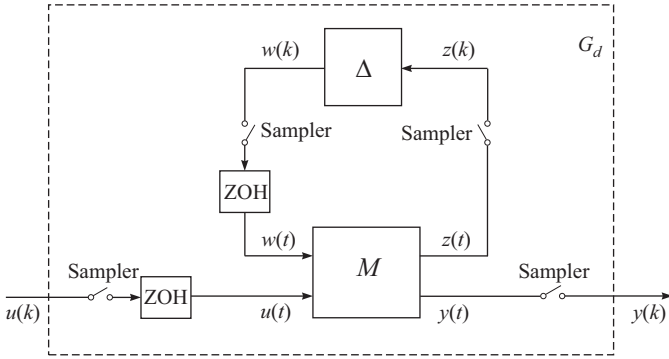 w(k)
Δ
z(k)
G_d
Sampler
Sampler
ZOH
w(t)
M
z(t)
Sampler
ZOH
Sampler
u(k)
u(t)
y(t)
y(k)